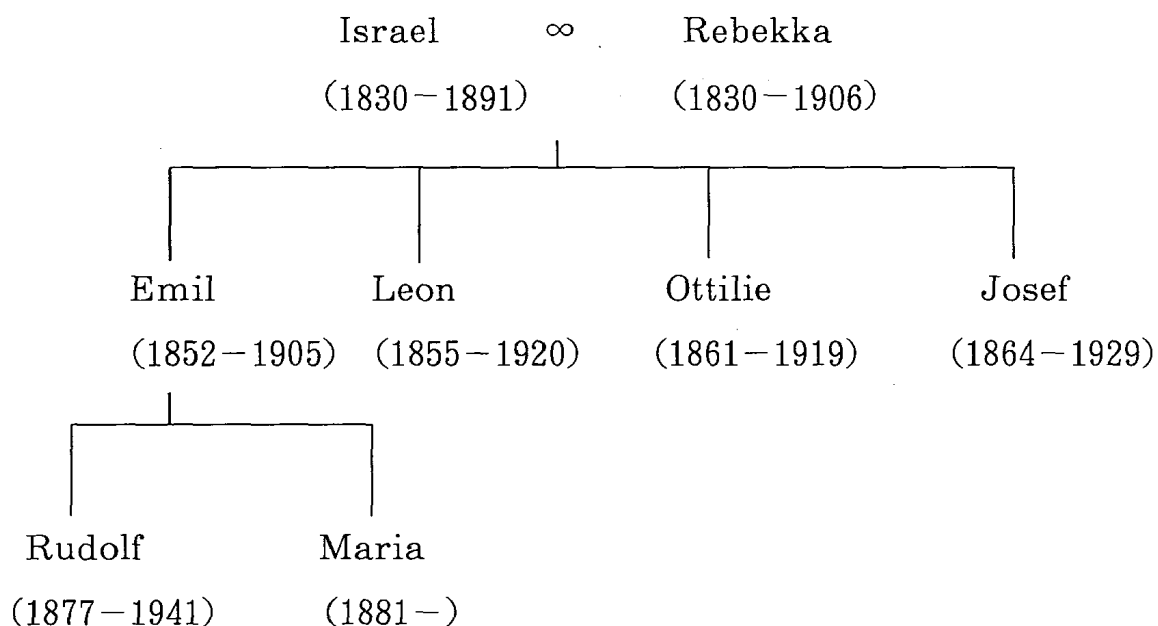 Israel ∞ Rebekka
(1830－1891) (1830－1906)
Emil Leon Ottilie Josef
(1852－1905) (1855－1920) (1861－1919) (1864－1929)
Rudolf Maria
(1877－1941) (1881－)